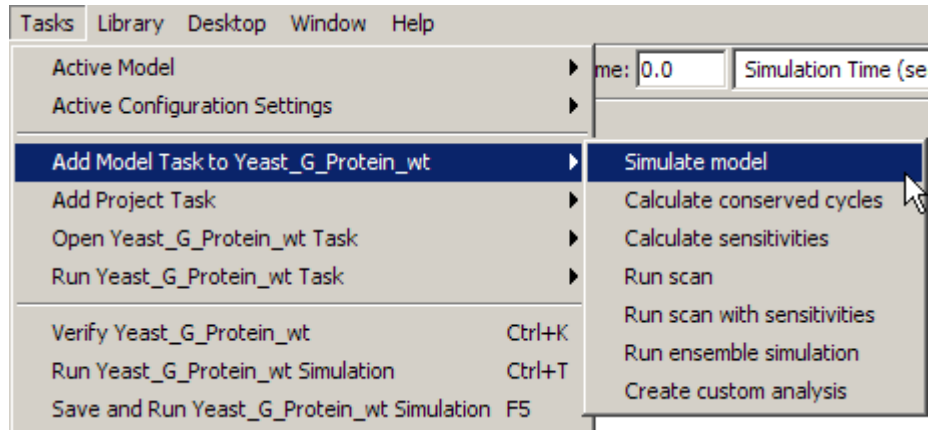 Tasks Library Desktop Window Help
me: 0.0 Simulation Time (se
Active Model
Active Configuration Settings
Add Model Task to Yeast_G_Protein_wt
Add Project Task
Open Yeast_G_Protein_wt Task
Run Yeast_G_Protein_wt Task
Verify Yeast_G_Protein_wt Ctrl+K
Run Yeast_G_Protein_wt Simulation Ctrl+T
Save and Run Yeast_G_Protein_wt Simulation F5
Simulate model
Calculate conserved cycles
Calculate sensitivities
Run scan
Run scan with sensitivities
Run ensemble simulation
Create custom analysis